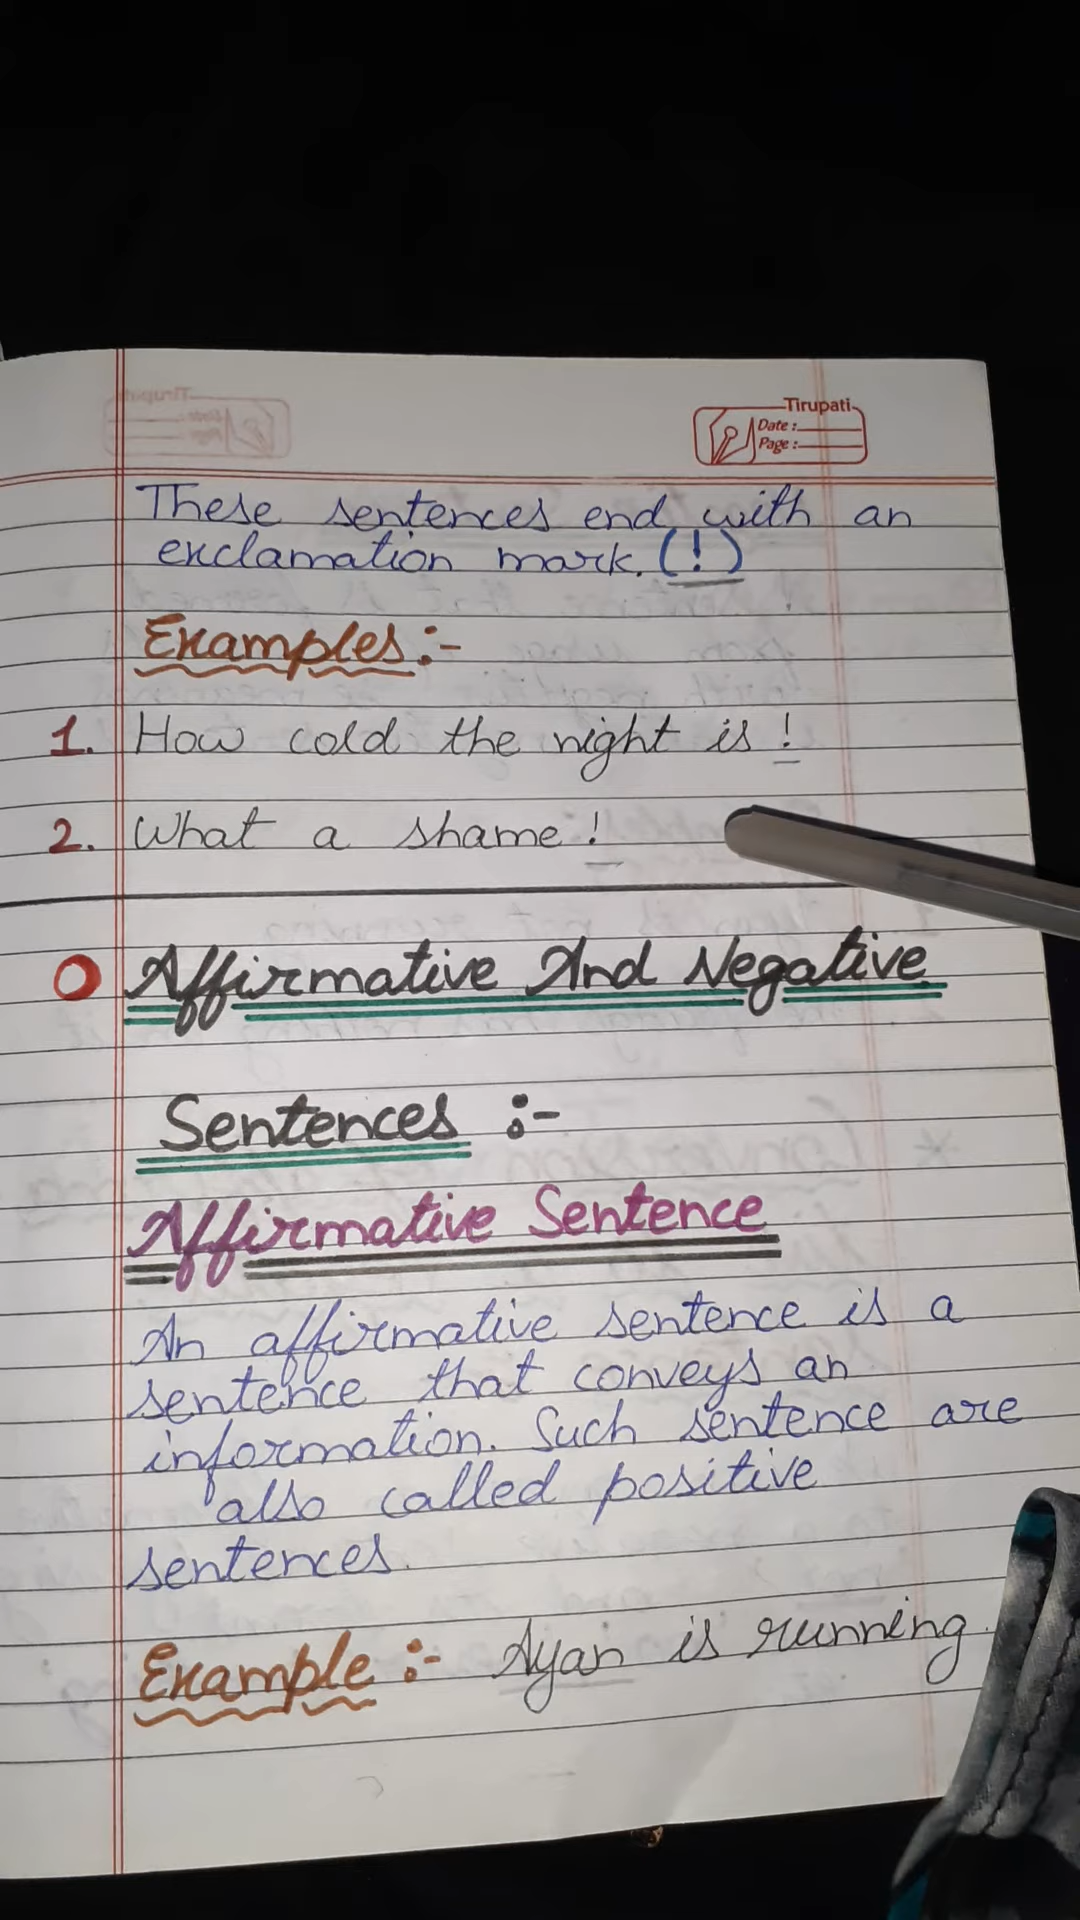 Tirupati
Date :
Page :
These sentences end with an
exclamation mark. (!)
Examples :-
1. How cold the night is !
2. What a shame !
Affirmative And Negative
Sentences :-
Affirmative Sentence
An affirmative sentence is a
sentence that conveys an
information. Such sentence are
also called positive
sentences.
Example :- Ayan is running.